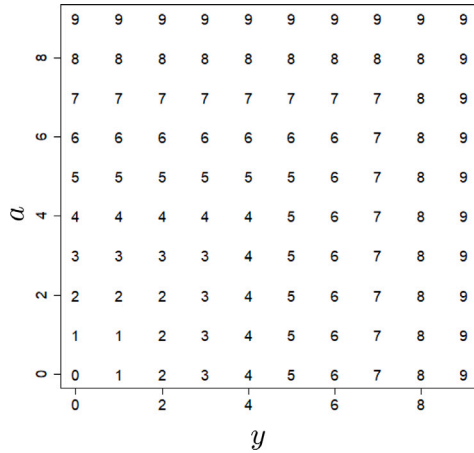 9 9 9 9 9 9 9 9 9 9
8 8 8 8 8 8 8 8 8 8 9
7 7 7 7 7 7 7 7 8 9
6 6 6 6 6 6 6 6 7 8 9
5 5 5 5 5 5 6 7 8 9
a 4 4 4 4 4 4 5 6 7 8 9
3 3 3 3 4 5 6 7 8 9
2 2 2 2 3 4 5 6 7 8 9
1 1 2 3 4 5 6 7 8 9
0 0 1 2 3 4 5 6 7 8 9
0 2 4 6 8
y